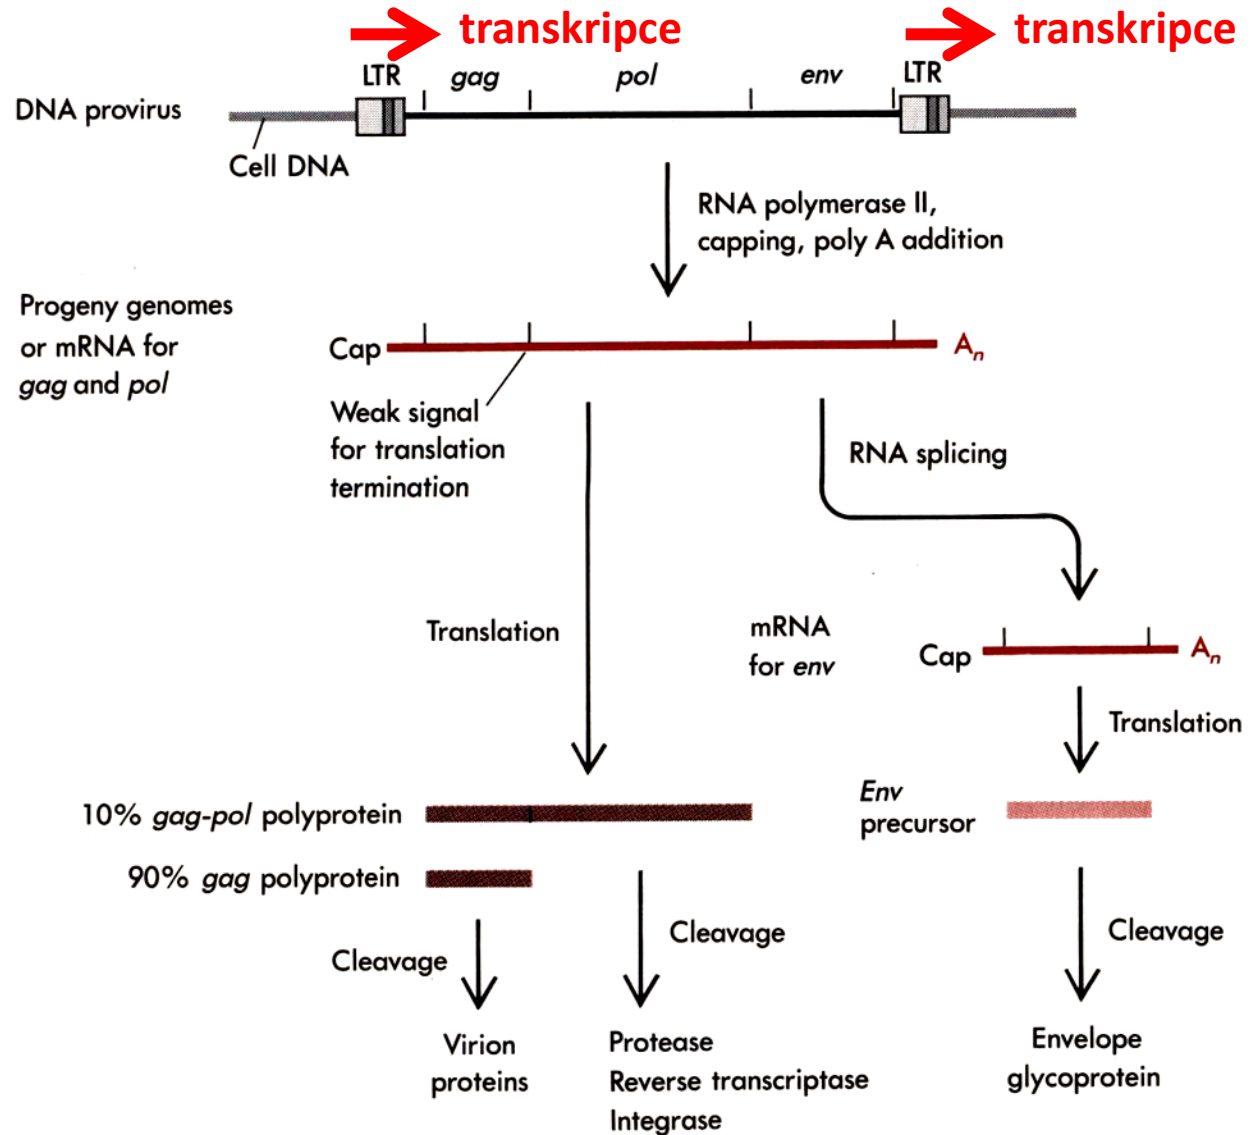 transkripce
transkripce
LTR
gag
pol
env
LTR
DNA provirus
Cell DNA
RNA polymerase II,
capping, poly A addition
Progeny genomes
or mRNA for
gag and pol
Cap
An
Weak signal
for translation
termination
RNA splicing
Translation
mRNA
for env
Cap
An
Translation
10% gag-pol polyprotein
Env
precursor
90% gag polyprotein
Cleavage
Cleavage
Cleavage
Virion
proteins
Protease
Reverse transcriptase
Integrase
Envelope
glycoprotein